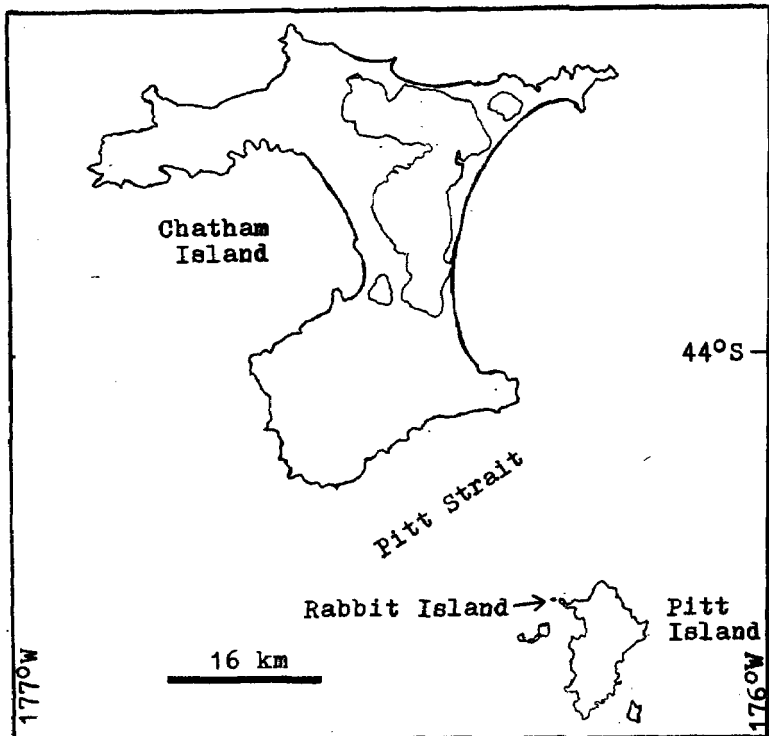 Chatham
Island
44°S
Pitt Strait
Rabbit Island
Pitt
Island
16 km
177°W
176°W